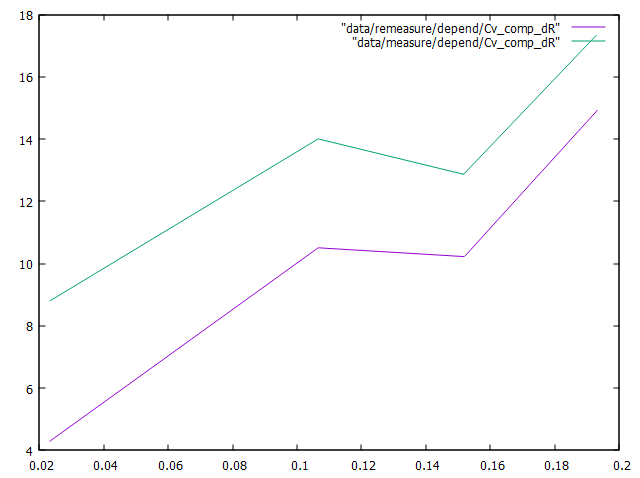 "data/remeasure/depend/Cv_comp_dR"
"data/measure/depend/Cv_comp_dR"
18
16
14
12
10
8
6
4
0.02 0.04 0.06 0.08 0.1 0.12 0.14 0.16 0.18 0.2